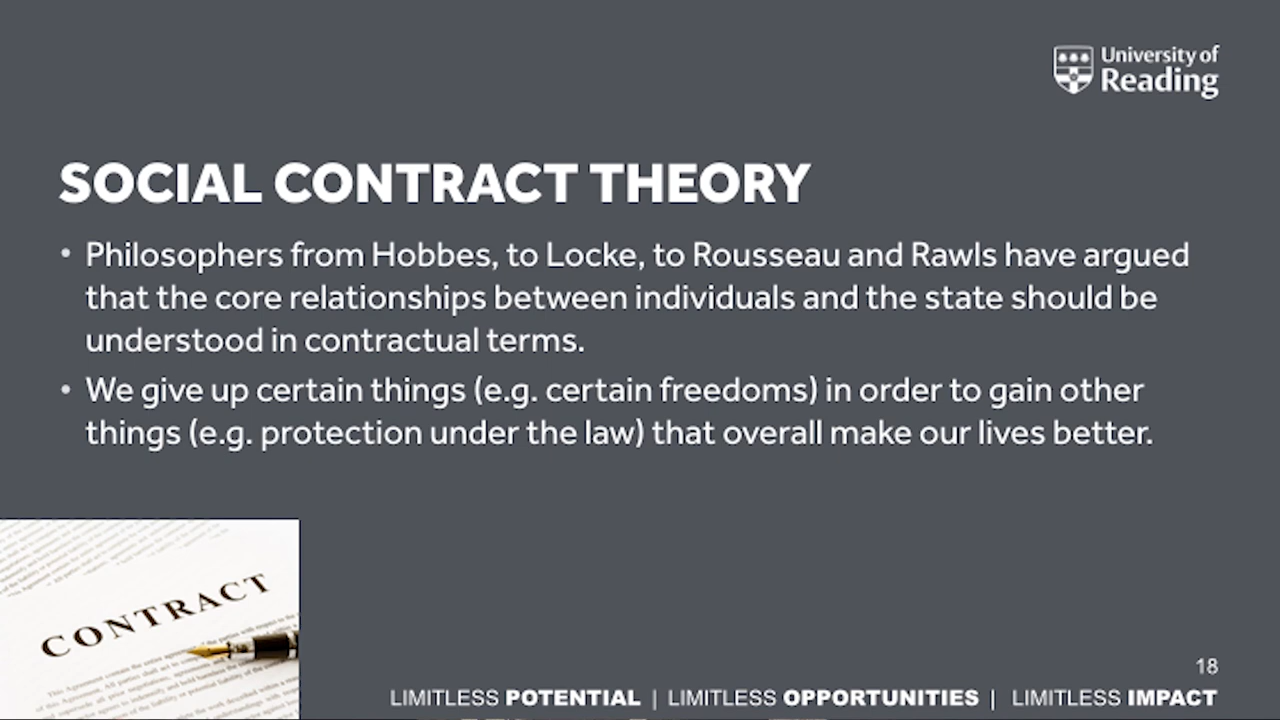 University of
Reading
SOCIAL CONTRACT THEORY
• Philosophers from Hobbes, to Locke, to Rousseau and Rawls have argued
that the core relationships between individuals and the state should be
understood in contractual terms.
• We give up certain things (e.g. certain freedoms) in order to gain other
things (e.g. protection under the law) that overall make our lives better.
CONTRACT
18
LIMITLESS POTENTIAL | LIMITLESS OPPORTUNITIES | LIMITLESS IMPACT